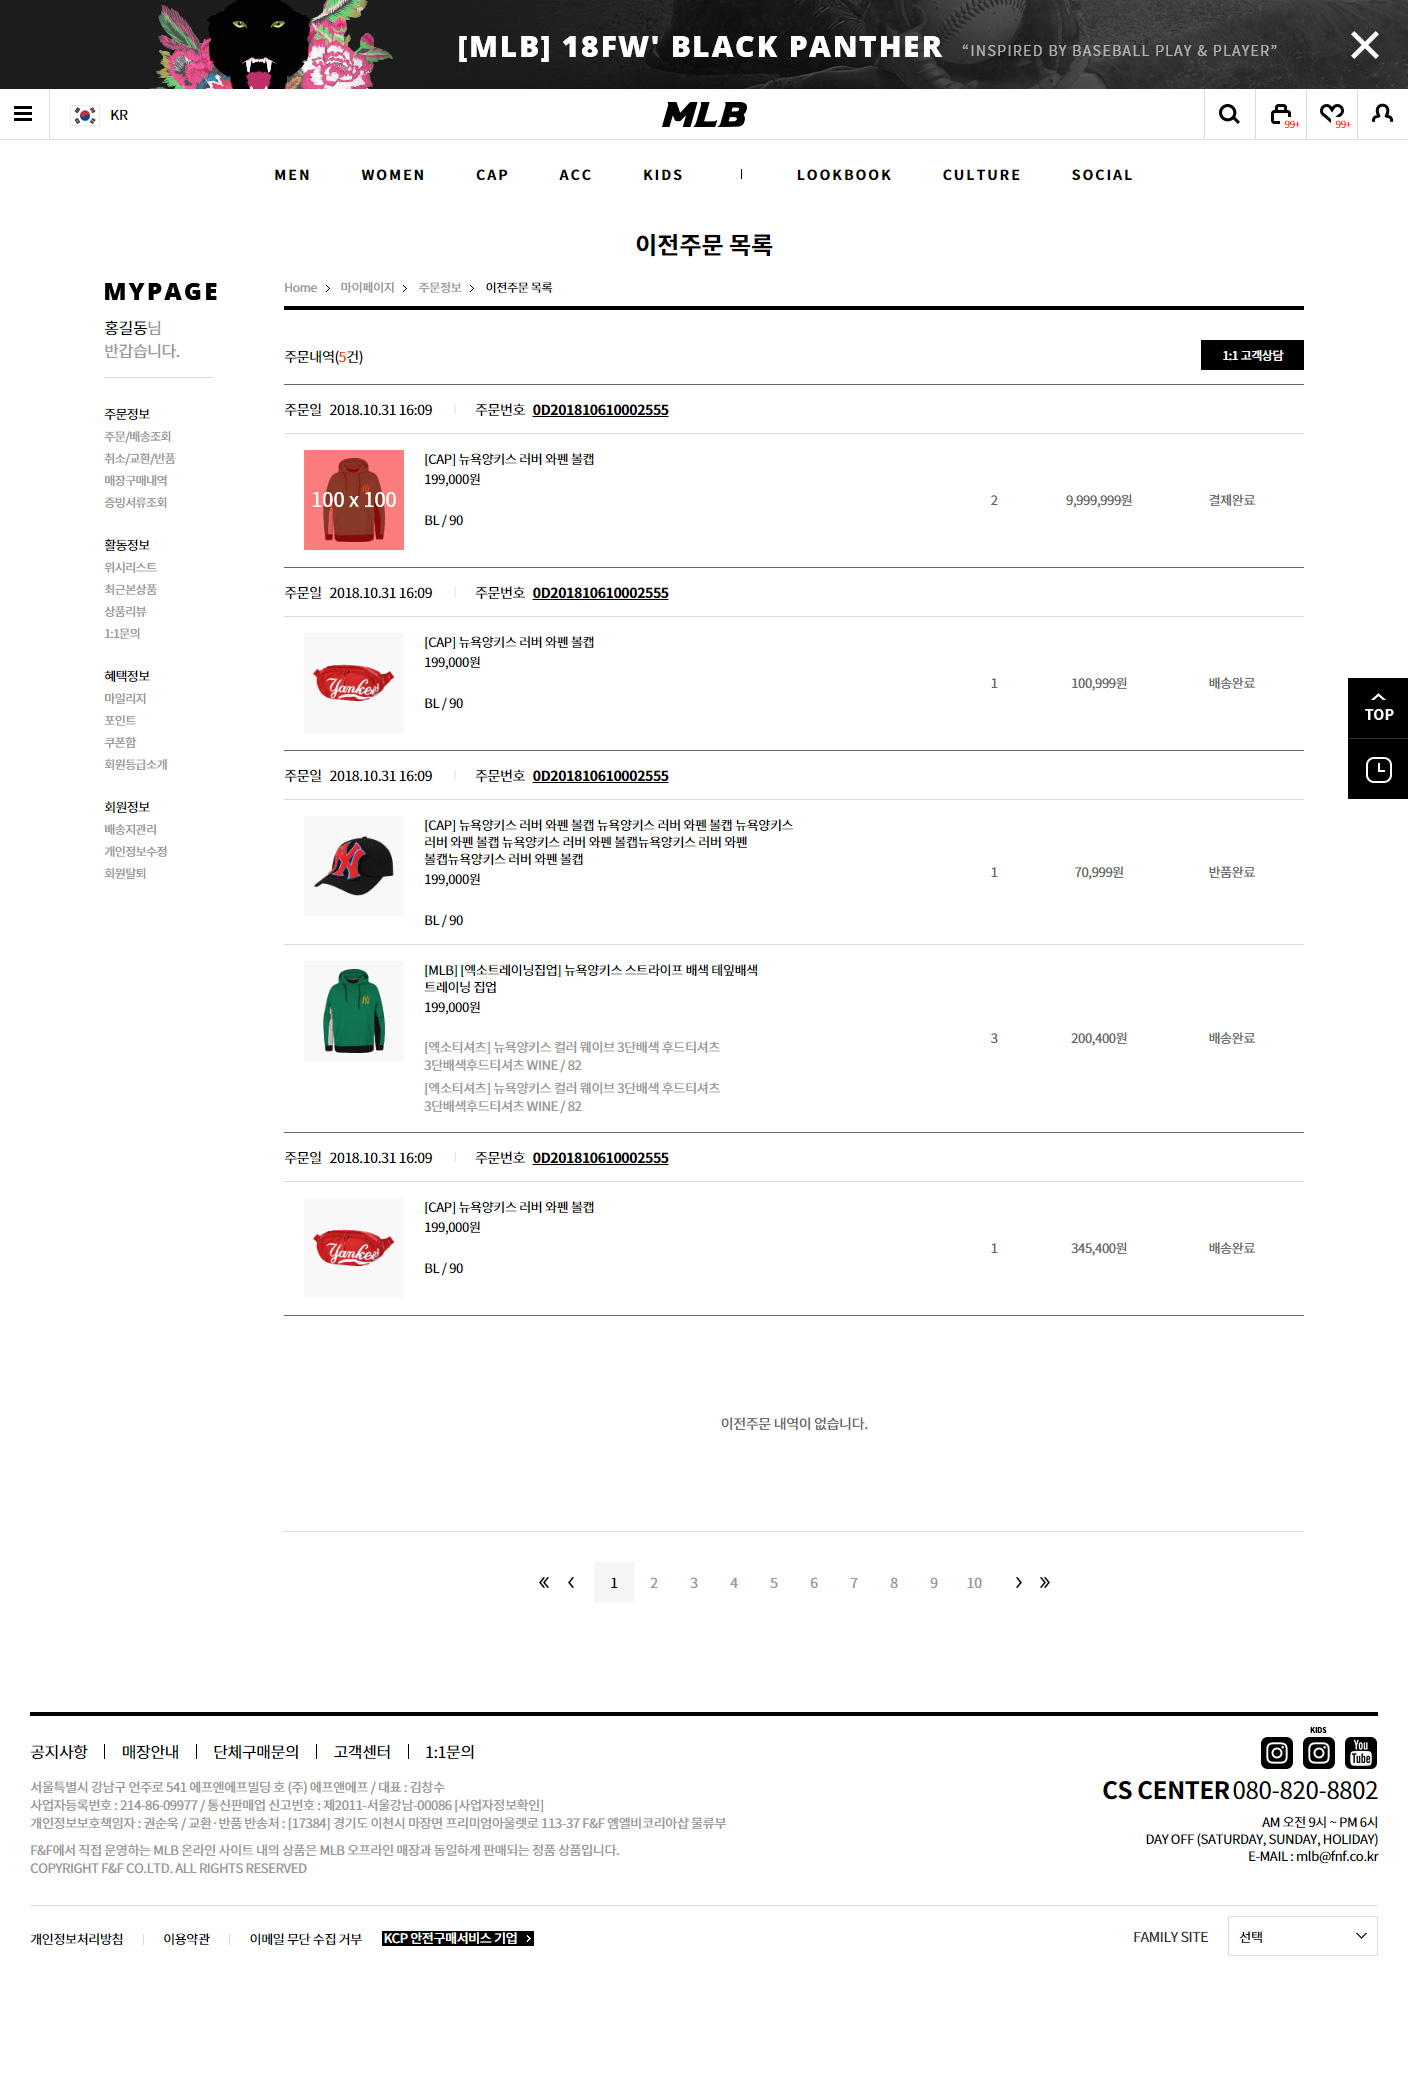 [MLB] 18FW' BLACK PANTHER “INSPIRED BY BASEBALL PLAY & PLAYER”
KR
MLB
99+
99+
MEN WOMEN CAP ACC KIDS LOOKBOOK CULTURE SOCIAL
이전주문 목록
MYPAGE
홍길동님
반갑습니다.
주문정보
주문/배송조회
취소/교환/반품
매장구매내역
증빙서류조회
활동정보
위시리스트
최근본상품
상품리뷰
1:1문의
혜택정보
마일리지
포인트
쿠폰함
회원등급소개
회원정보
배송지관리
개인정보수정
회원탈퇴
Home > 마이페이지 > 주문정보 > 이전주문 목록
주문내역(5건)
1:1 고객상담
주문일 2018.10.31 16:09 주문번호 0D201810610002555
100 x 100
[CAP] 뉴욕양키스 러버 와펜 볼캡
199,000원
BL / 90
2 9,999,999원 결제완료
주문일 2018.10.31 16:09 주문번호 0D201810610002555
Yankees
[CAP] 뉴욕양키스 러버 와펜 볼캡
199,000원
BL / 90
1 100,999원 배송완료
주문일 2018.10.31 16:09 주문번호 0D201810610002555
[CAP] 뉴욕양키스 러버 와펜 볼캡 뉴욕양키스 러버 와펜 볼캡 뉴욕양키스
러버 와펜 볼캡 뉴욕양키스 러버 와펜 볼캡뉴욕양키스 러버 와펜
볼캡뉴욕양키스 러버 와펜 볼캡
199,000원
BL / 90
1 70,999원 반품완료
[MLB] [엑소트레이닝집업] 뉴욕양키스 스트라이프 배색 테잎배색
트레이닝 집업
199,000원
[엑소티셔츠] 뉴욕양키스 컬러 웨이브 3단배색 후드티셔츠
3단배색후드티셔츠 WINE / 82
[엑소티셔츠] 뉴욕양키스 컬러 웨이브 3단배색 후드티셔츠
3단배색후드티셔츠 WINE / 82
3 200,400원 배송완료
주문일 2018.10.31 16:09 주문번호 0D201810610002555
Yankees
[CAP] 뉴욕양키스 러버 와펜 볼캡
199,000원
BL / 90
1 345,400원 배송완료
이전주문 내역이 없습니다.
1 2 3 4 5 6 7 8 9 10
TOP
공지사항 매장안내 단체구매문의 고객센터 1:1문의
서울특별시 강남구 언주로 541 에프앤에프빌딩 호 (주) 에프앤에프 / 대표 : 김창수
사업자등록번호 : 214-86-09977 / 통신판매업 신고번호 : 제2011-서울강남-00086 [사업자정보확인]
개인정보보호책임자 : 권순욱 / 교환·반품 반송처 : [17384] 경기도 이천시 마장면 프리미엄아울렛로 113-37 F&F 엠엘비코리아샵 물류부
F&F에서 직접 운영하는 MLB 온라인 사이트 내의 상품은 MLB 오프라인 매장과 동일하게 판매되는 정품 상품입니다.
COPYRIGHT F&F CO.LTD. ALL RIGHTS RESERVED
KIDS
You Tube
CS CENTER 080-820-8802
AM 오전 9시 ~ PM 6시
DAY OFF (SATURDAY, SUNDAY, HOLIDAY)
E-MAIL : mlb@fnf.co.kr
개인정보처리방침 이용약관 이메일 무단 수집 거부 KCP 안전구매서비스 기업 >
FAMILY SITE 선택